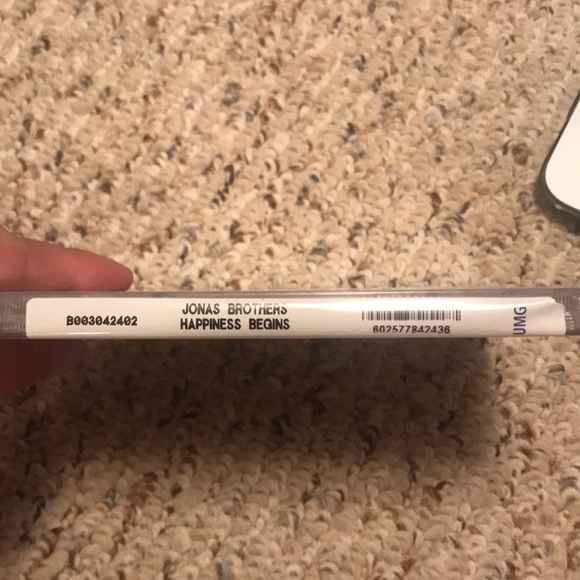 B003042402
JONAS BROTHERS
HAPPINESS BEGINS
602577842436
UMG